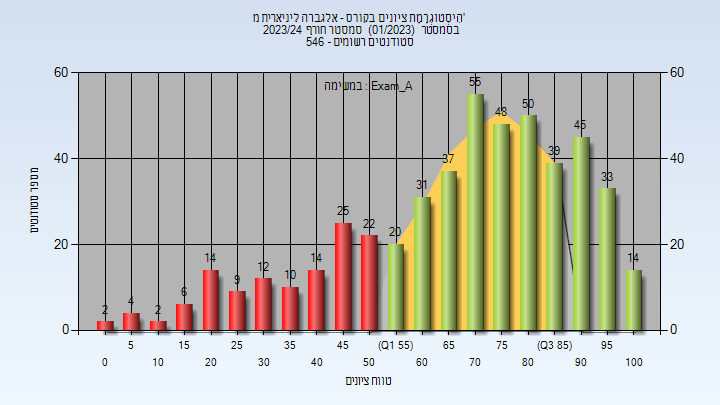 היסטוגרמת ציונים בקורס - אלגברה ליניארית מ'
בסמסטר (01/2023) סמסטר חורף 2023/24
סטודנטים רשומים - 546
במשימה : Exam_A
60 60
40 40
20 20
0 0
מספר סטודנטים
2 4 2 6 14 9 12 10 14 25 22 20 31 37 55 48 50 39 45 33 14
5 15 25 35 45 (Q1 55) 65 75 (Q3 85) 95
0 10 20 30 40 50 60 70 80 90 100
טווח ציונים